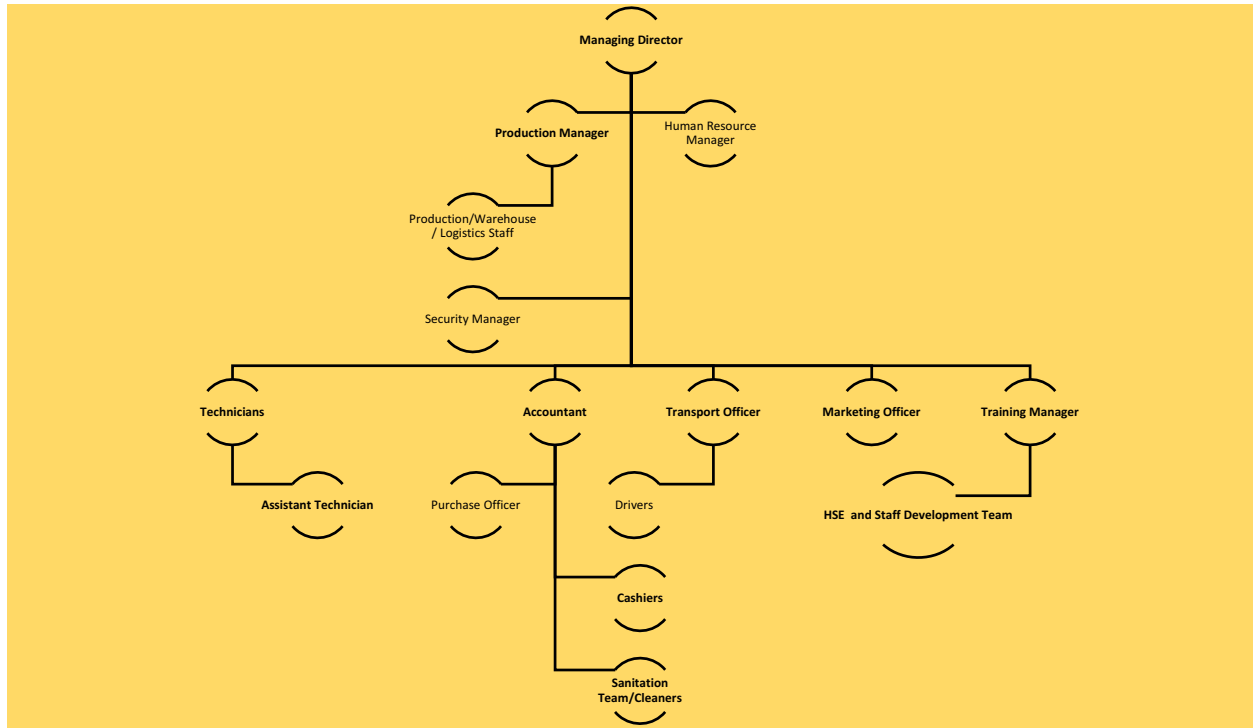 Managing Director
Production Manager
Human Resource
Manager
Production/Warehouse
/ Logistics Staff
Security Manager
Technicians
Accountant
Transport Officer
Marketing Officer
Training Manager
Assistant Technician
Purchase Officer
Drivers
HSE  and Staff Development Team
Cashiers
Sanitation
Team/Cleaners